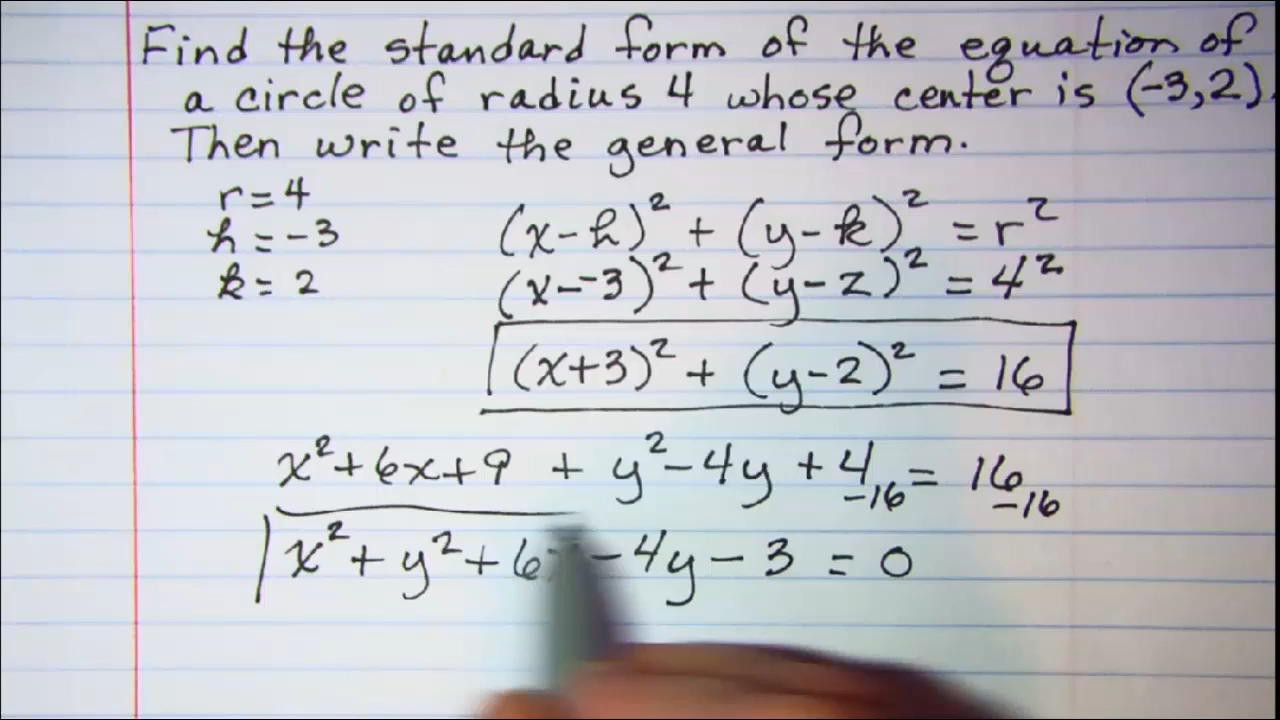 Find the standard form of the equation of
a circle of radius 4 whose center is (-3,2).
Then write the general form.
r = 4
h = -3
k = 2
(x-h)² + (y-k)² = r²
(x--3)² + (y-2)² = 4²
(x+3)² + (y-2)² = 16
x²+6x+9 + y²-4y+4 = 16
-16 -16
x²+y²+6x-4y-3 = 0